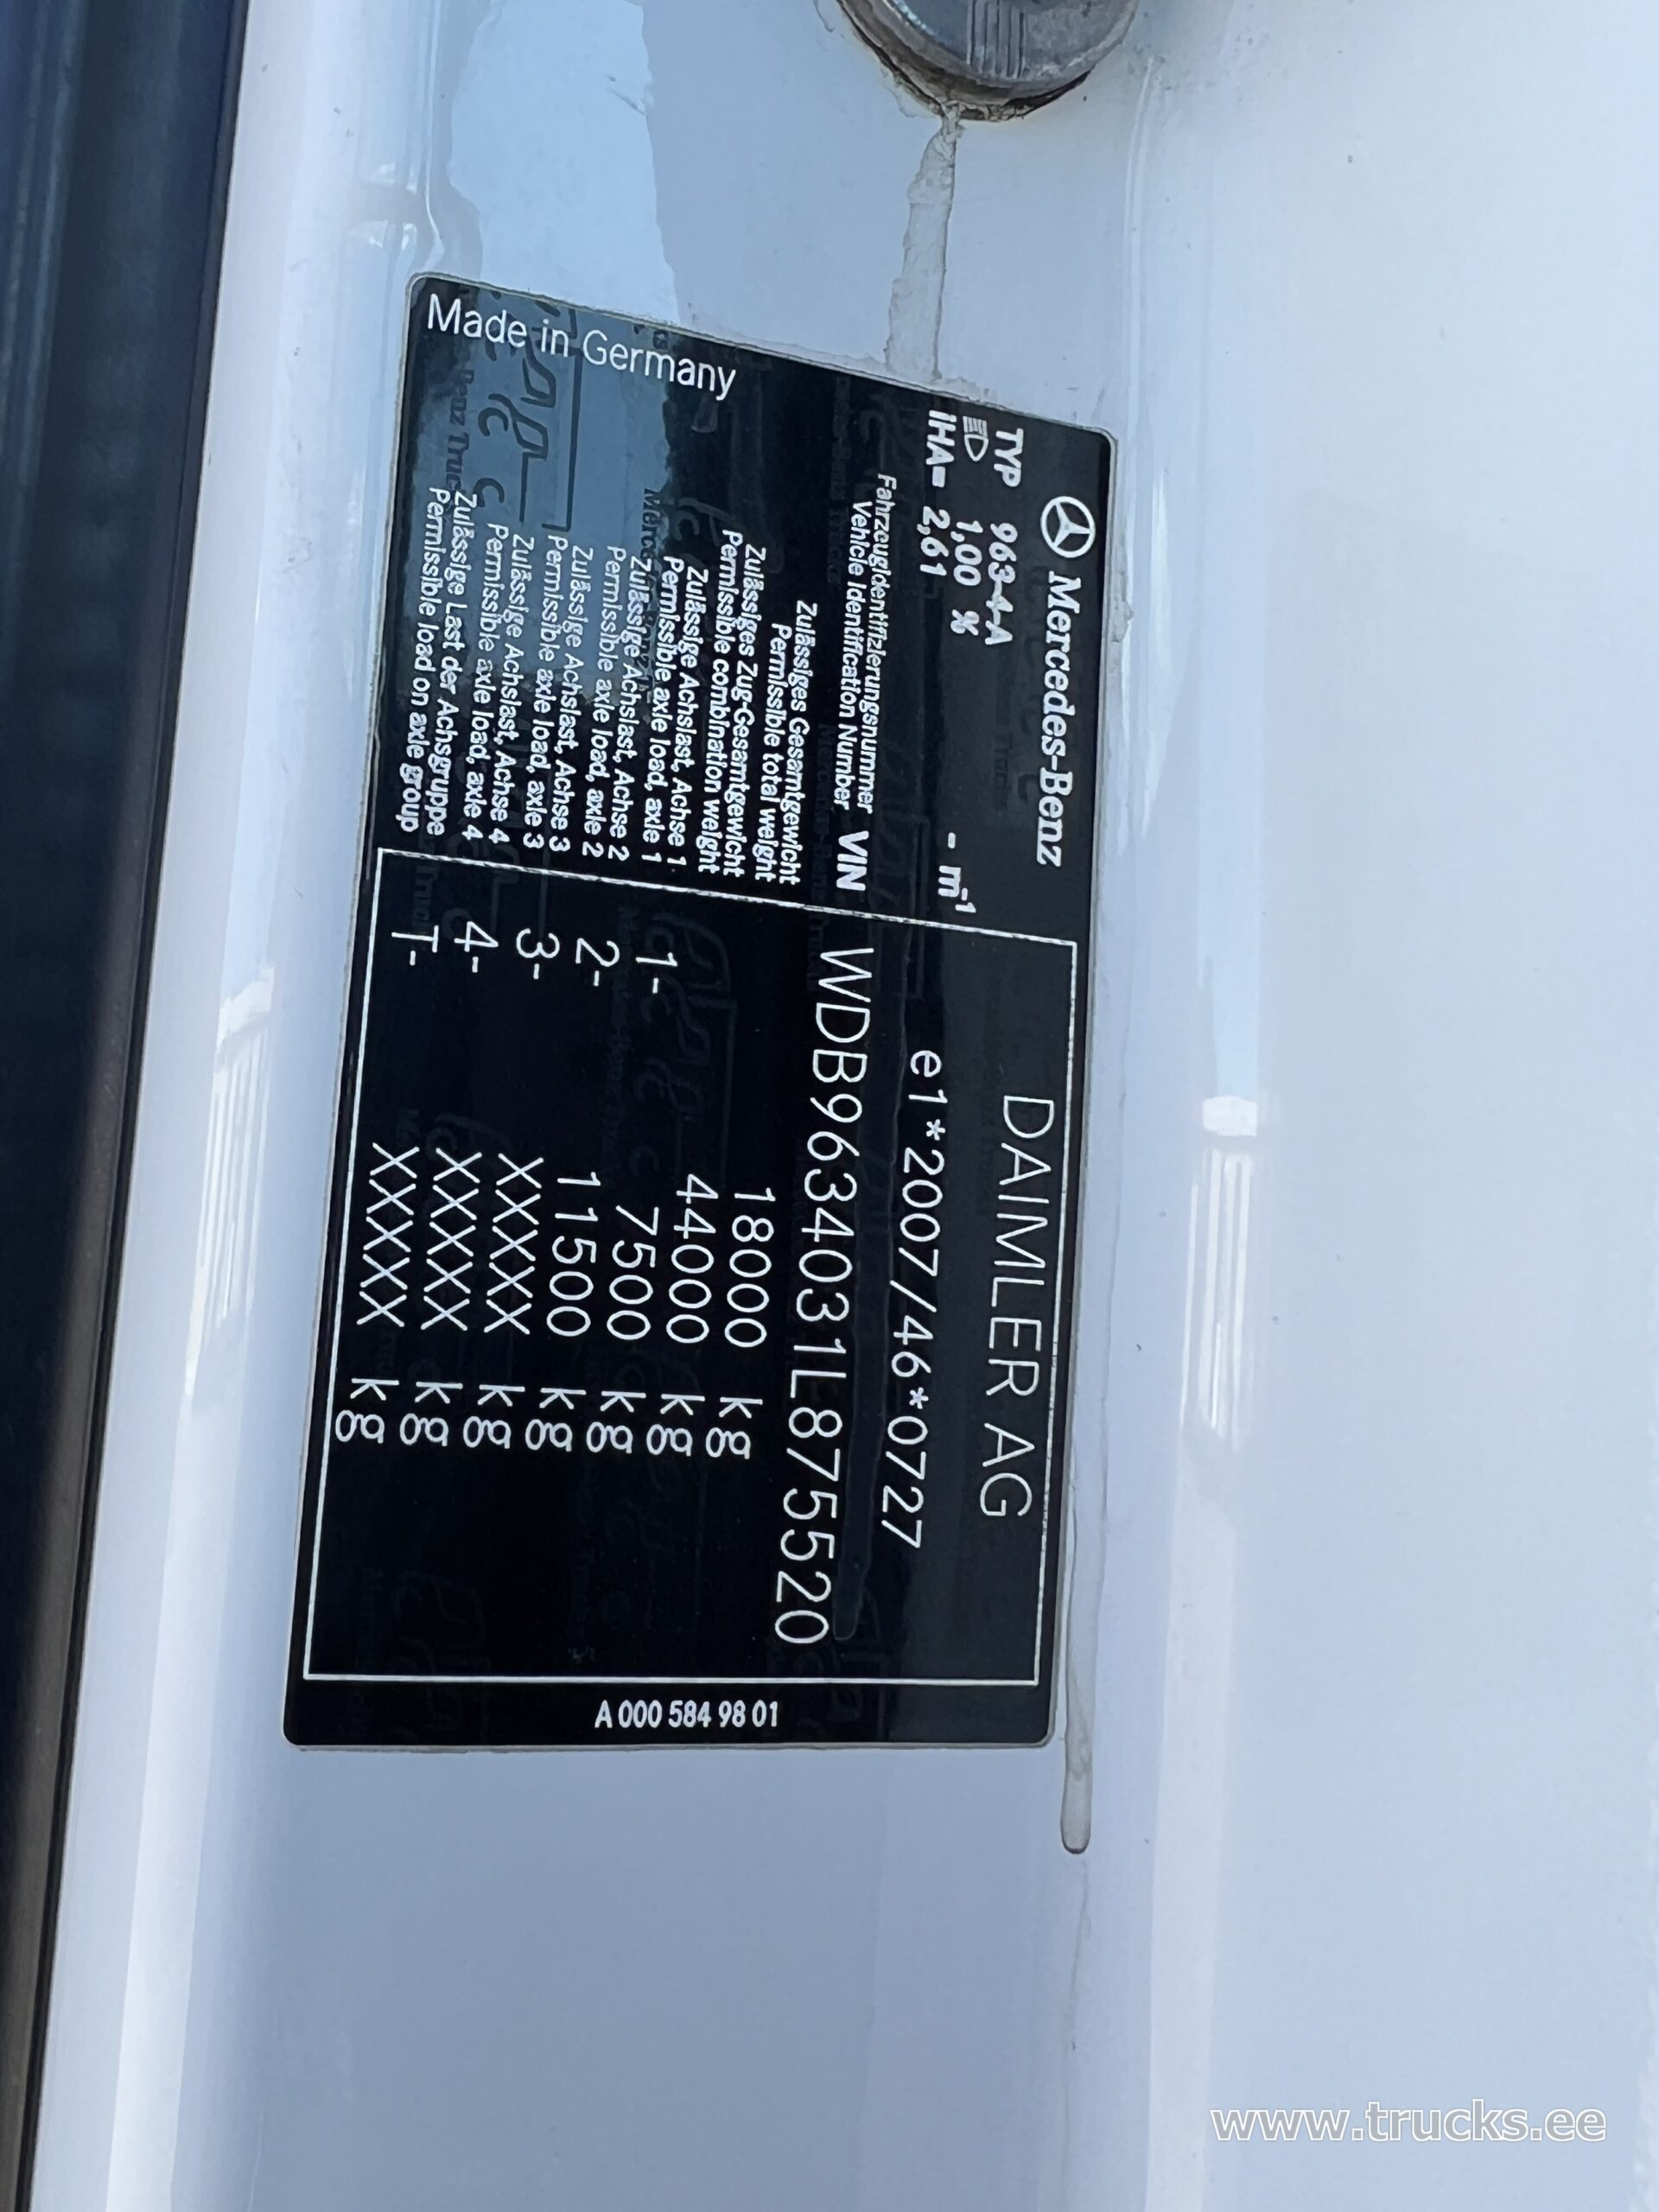 Mercedes-Benz
DAIMLER AG
TYP 963-4-A
1,00 %
e1*2007/46*0727
iHA= 2,61 - m-1
Fahrzeugidentifizierungsnummer
Vehicle Identification Number VIN WDB9634031L875520
Zulässiges Gesamtgewicht
Permissible total weight 18000 kg
Zulässiges Zug-Gesamtgewicht
Permissible combination weight 44000 kg
Zulässige Achslast, Achse 1
Permissible axle load, axle 1 1- 7500 kg
Zulässige Achslast, Achse 2
Permissible axle load, axle 2 2- 11500 kg
Zulässige Achslast, Achse 3
Permissible axle load, axle 3 3- XXXXX kg
Zulässige Achslast, Achse 4
Permissible axle load, axle 4 4- XXXXX kg
Zulässige Last der Achsgruppe
Permissible load on axle group T- XXXXX kg
Made in Germany
A 000 584 98 01
www.trucks.ee